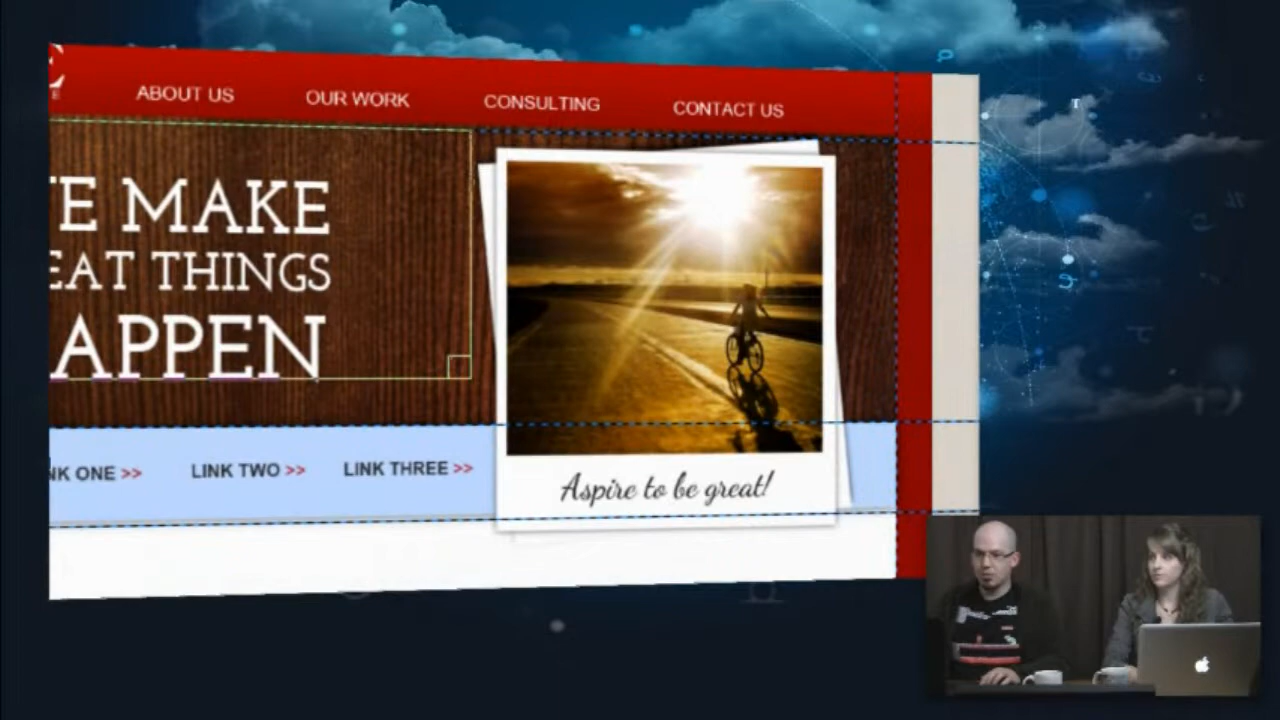 ABOUT US OUR WORK CONSULTING CONTACT US
E MAKE
EAT THINGS
APPEN
NK ONE >> LINK TWO >> LINK THREE >>
Aspire to be great!